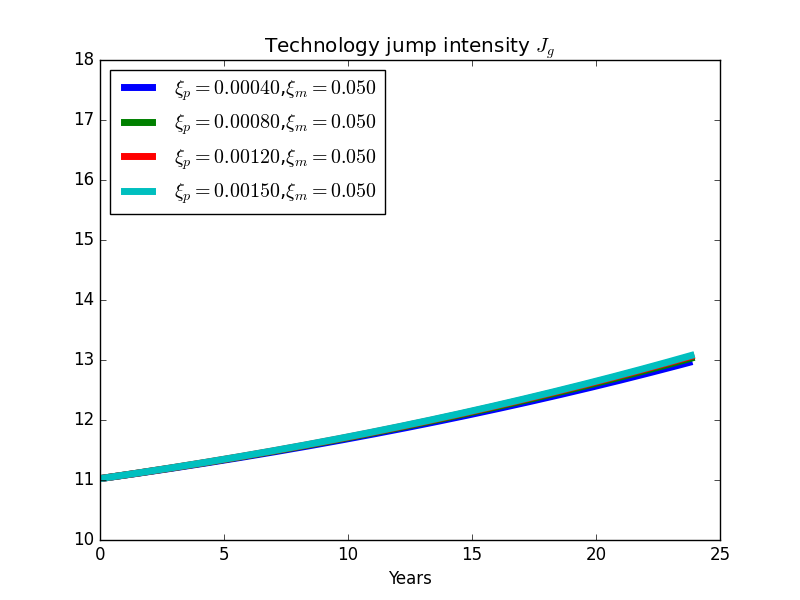 Technology jump intensity J_g
18
ξ_p = 0.00040,ξ_m = 0.050
17
ξ_p = 0.00080,ξ_m = 0.050
ξ_p = 0.00120,ξ_m = 0.050
16
ξ_p = 0.00150,ξ_m = 0.050
15
14
13
12
11
10
0 5 10 15 20 25
Years